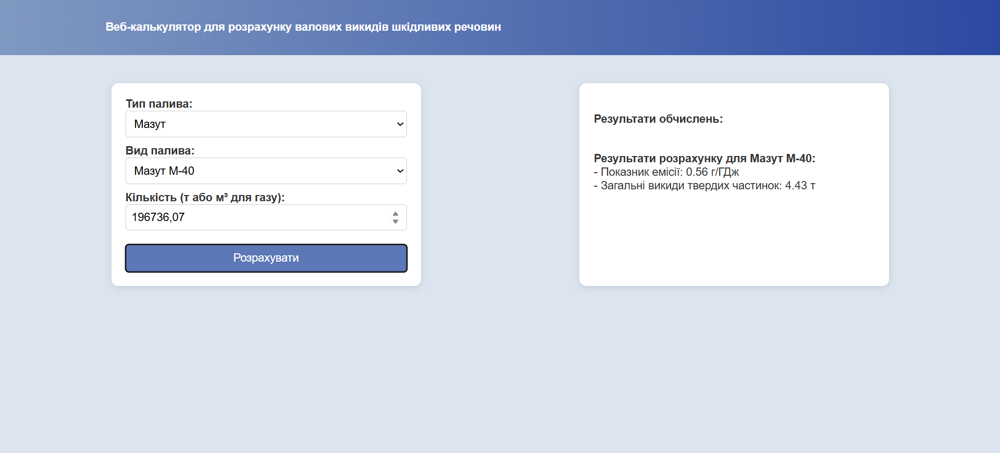 Веб-калькулятор для розрахунку валових викидів шкідливих речовин
Тип палива:
Мазут
Вид палива:
Мазут М-40
Кількість (т або м³ для газу):
196736,07
Розрахувати
Результати обчислень:
Результати розрахунку для Мазут М-40:
- Показник емісії: 0.56 г/ГДж
- Загальні викиди твердих частинок: 4.43 т